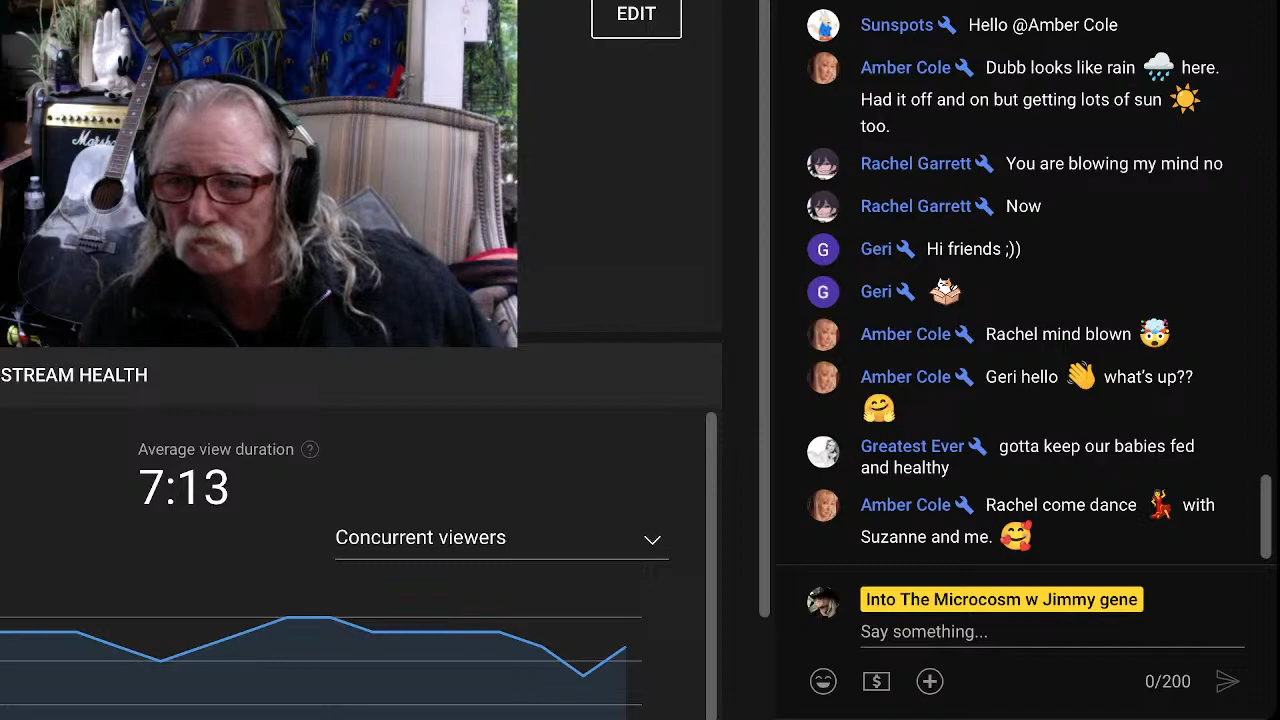 EDIT
Marshall
STREAM HEALTH
Average view duration ?
7:13
Concurrent viewers
Sunspots Hello @Amber Cole
Amber Cole Dubb looks like rain 🌧️ here.
Had it off and on but getting lots of sun ☀️
too.
Rachel Garrett You are blowing my mind no
Rachel Garrett Now
G Geri Hi friends ;))
G Geri
Amber Cole Rachel mind blown 🤯
Amber Cole Geri hello 👋 what's up??
🤗
Greatest Ever gotta keep our babies fed
and healthy
Amber Cole Rachel come dance 💃 with
Suzanne and me. 🥰
Into The Microcosm w Jimmy gene
Say something...
$ 0/200